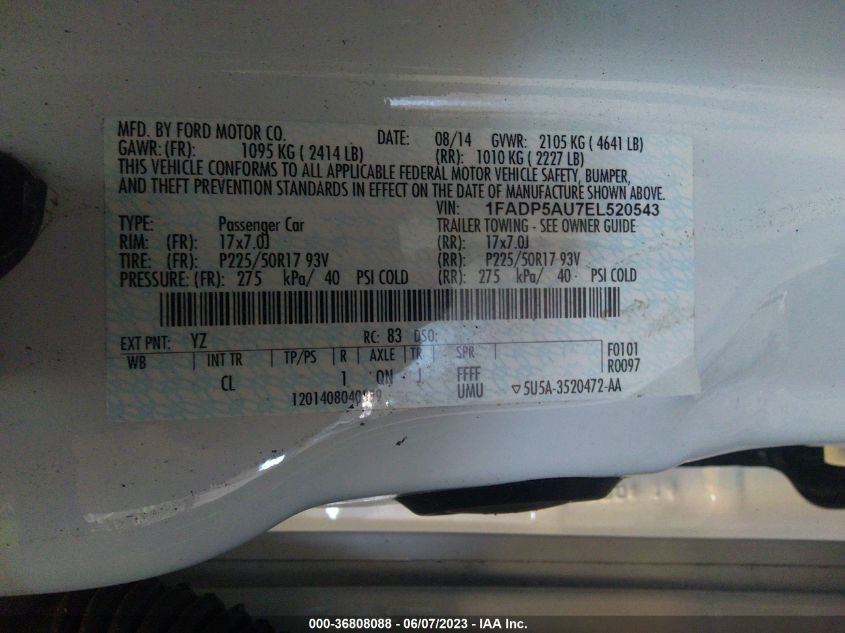 MFD. BY FORD MOTOR CO. DATE: 08/14 GVWR: 2105 KG ( 4641 LB)
GAWR: (FR): 1095 KG ( 2414 LB) (RR): 1010 KG ( 2227 LB)
THIS VEHICLE CONFORMS TO ALL APPLICABLE FEDERAL MOTOR VEHICLE SAFETY, BUMPER,
AND THEFT PREVENTION STANDARDS IN EFFECT ON THE DATE OF MANUFACTURE SHOWN ABOVE.
VIN: 1FADP5AU7EL520543
TYPE: Passenger Car TRAILER TOWING - SEE OWNER GUIDE
RIM: (FR): 17x7.0J (RR): 17x7.0J
TIRE: (FR): P225/50R17 93V (RR): P225/50R17 93V
PRESSURE: (FR): 275 kPa/ 40 PSI COLD (RR): 275 kPa/ 40 PSI COLD
EXT PNT: YZ RC: 83 DSO:
WB INT TR TP/PS R AXLE TR SPR F0101
R0097
CL 1 QN J FFFF
UMU 5U5A-3520472-AA
000-36808088 - 06/07/2023 - IAA Inc.